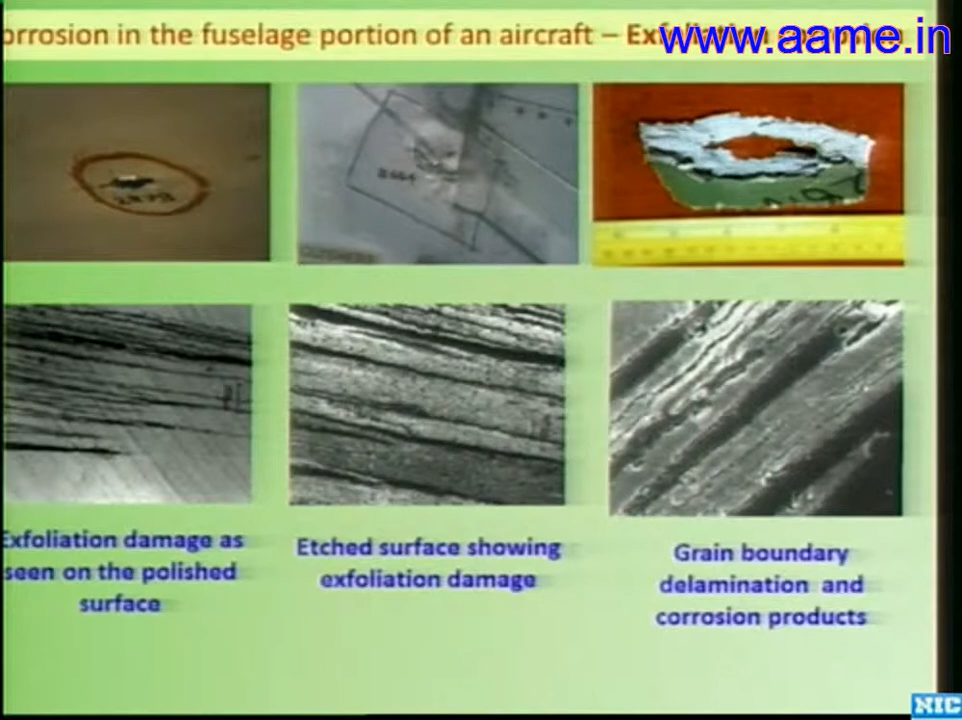 orrosion in the fuselage portion of an aircraft –
www.aame.in
Exfoliation damage as
seen on the polished
surface
Etched surface showing
exfoliation damage
Grain boundary
delamination and
corrosion products
NIC